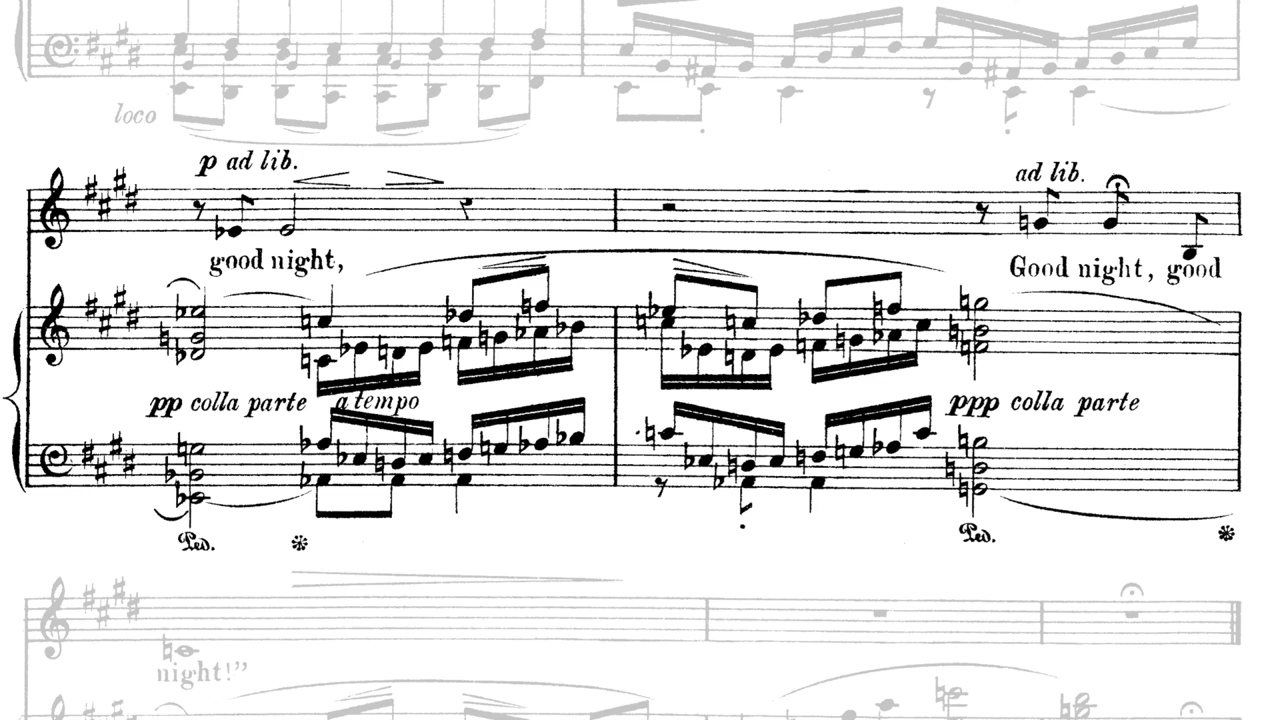 loco
p ad lib.
ad lib.
good night,
Good night, good
pp colla parte a tempo
ppp colla parte
Ped.
Ped.
night!”